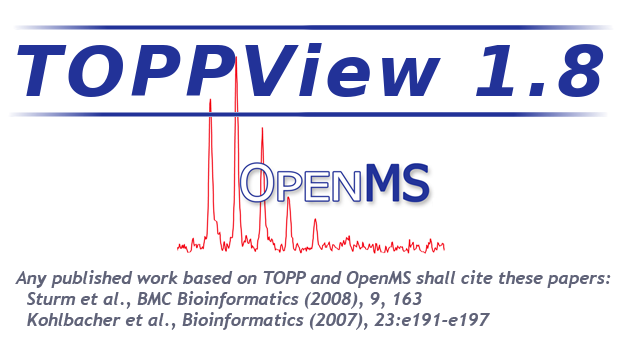 TOPPView 1.8
OPENMS
Any published work based on TOPP and OpenMS shall cite these papers:
Sturm et al., BMC Bioinformatics (2008), 9, 163
Kohlbacher et al., Bioinformatics (2007), 23:e191-e197